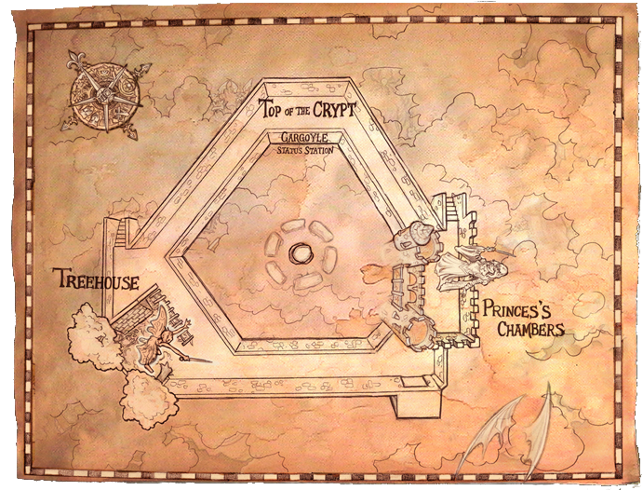 TOP OF THE CRYPT
GARGOYLE
STATUS STATION
TREEHOUSE
PRINCES'S
CHAMBERS